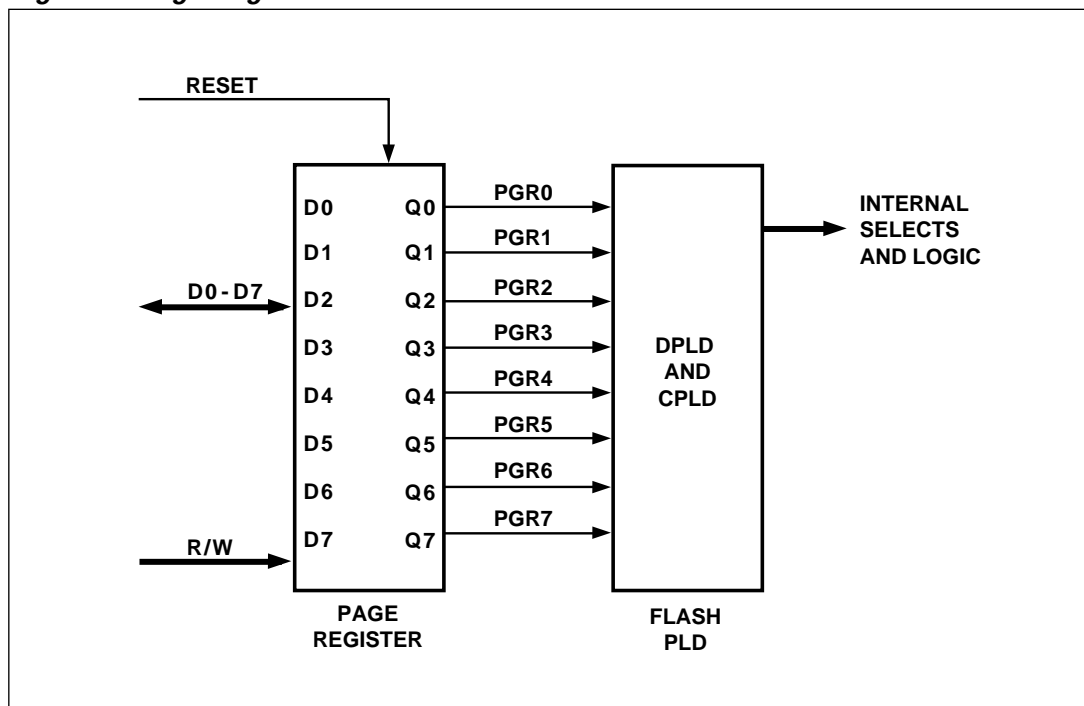 RESET
D0
D1
D2
D3
D4
D5
D6
D7
Q0
Q1
Q2
Q3
Q4
Q5
Q6
Q7
D0-D7
R/W
PGR0
PGR1
PGR2
PGR3
PGR4
PGR5
PGR6
PGR7
DPLD
AND
CPLD
INTERNAL
SELECTS
AND LOGIC
PAGE
REGISTER
FLASH
PLD